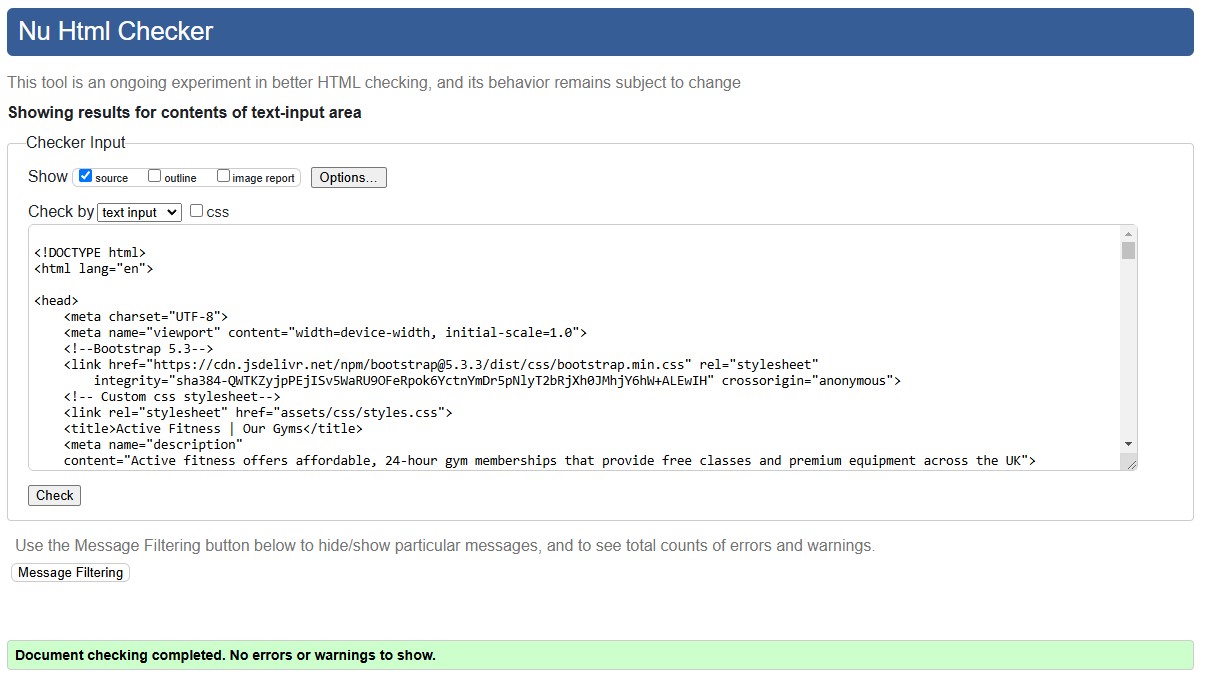 Nu Html Checker
This tool is an ongoing experiment in better HTML checking, and its behavior remains subject to change
Showing results for contents of text-input area
Checker Input
Show source outline image report Options...
Check by text input css
<!DOCTYPE html>
<html lang="en">
<head>
    <meta charset="UTF-8">
    <meta name="viewport" content="width=device-width, initial-scale=1.0">
    <!--Bootstrap 5.3-->
    <link href="https://cdn.jsdelivr.net/npm/bootstrap@5.3.3/dist/css/bootstrap.min.css" rel="stylesheet"
        integrity="sha384-QWTKZyjpPEjISv5WaRU9OFeRpok6YctnYmDr5pNlyT2bRjXh0JMhjY6hW+ALEwIH" crossorigin="anonymous">
    <!-- Custom css stylesheet-->
    <link rel="stylesheet" href="assets/css/styles.css">
    <title>Active Fitness | Our Gyms</title>
    <meta name="description"
    content="Active fitness offers affordable, 24-hour gym memberships that provide free classes and premium equipment across the UK">
Check
Use the Message Filtering button below to hide/show particular messages, and to see total counts of errors and warnings.
Message Filtering
Document checking completed. No errors or warnings to show.